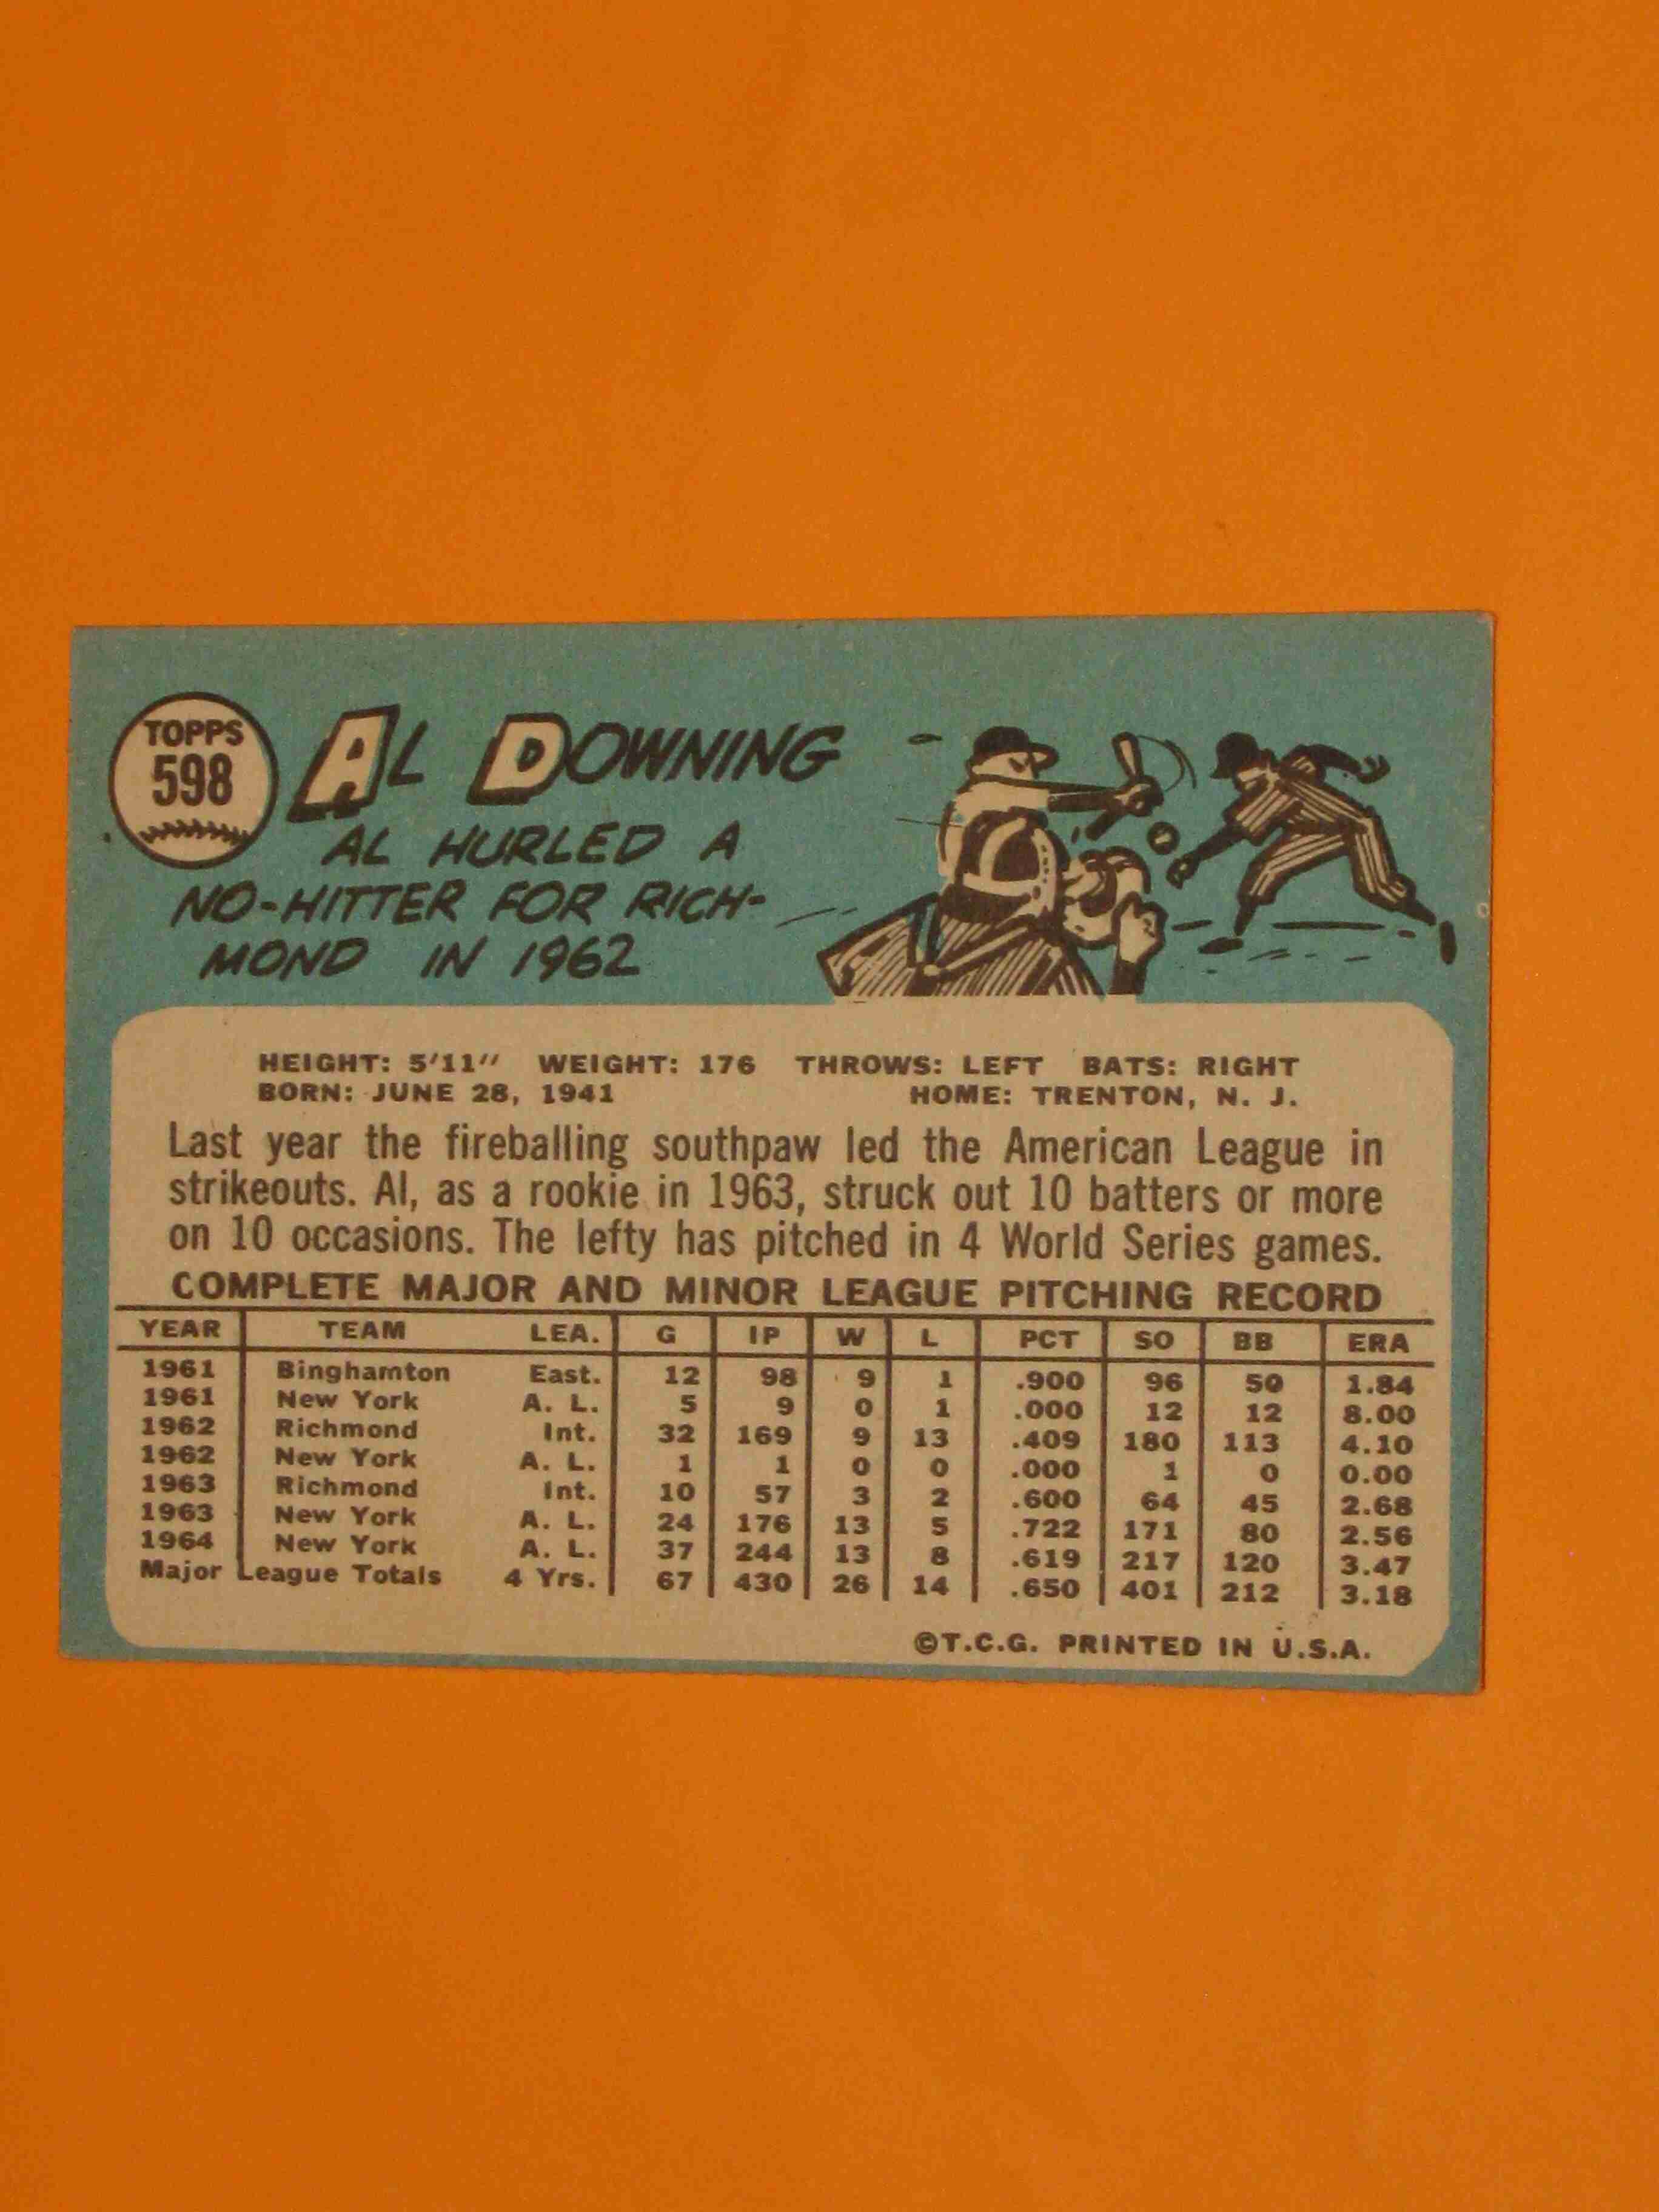 TOPPS
598
AL DOWNING
AL HURLED A
NO-HITTER FOR RICH-
MOND IN 1962
HEIGHT: 5'11" WEIGHT: 176 THROWS: LEFT BATS: RIGHT
BORN: JUNE 28, 1941 HOME: TRENTON, N. J.
Last year the fireballing southpaw led the American League in
strikeouts. Al, as a rookie in 1963, struck out 10 batters or more
on 10 occasions. The lefty has pitched in 4 World Series games.
COMPLETE MAJOR AND MINOR LEAGUE PITCHING RECORD
YEAR TEAM LEA. G IP W L PCT SO BB ERA
1961 Binghamton East. 12 98 9 1 .900 96 50 1.84
1961 New York A. L. 5 9 0 1 .000 12 12 8.00
1962 Richmond Int. 32 169 9 13 .409 180 113 4.10
1962 New York A. L. 1 1 0 0 .000 1 0 0.00
1963 Richmond Int. 10 57 3 2 .600 64 45 2.68
1963 New York A. L. 24 176 13 5 .722 171 80 2.56
1964 New York A. L. 37 244 13 8 .619 217 120 3.47
Major League Totals 4 Yrs. 67 430 26 14 .650 401 212 3.18
©T.C.G. PRINTED IN U.S.A.